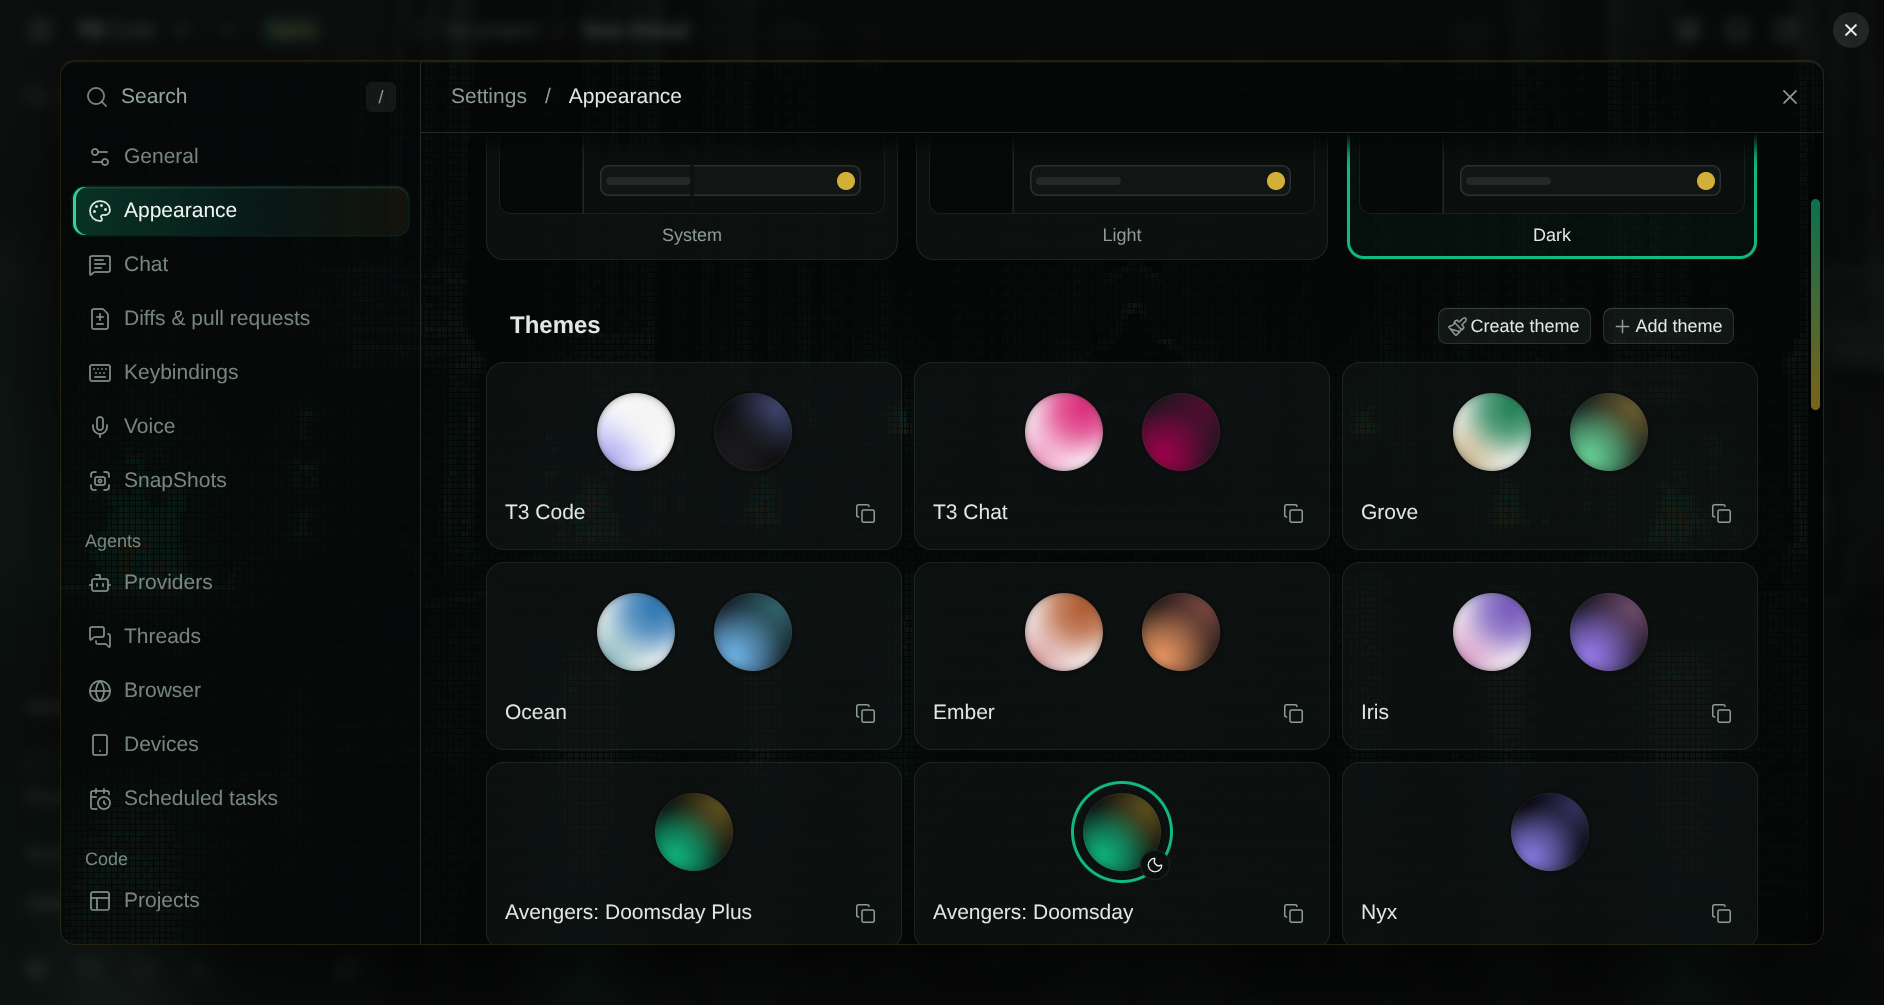 Search
/
General
Appearance
Chat
Diffs & pull requests
Keybindings
Voice
SnapShots
Agents
Providers
Threads
Browser
Devices
Scheduled tasks
Code
Projects
Settings / Appearance
System
Light
Dark
Themes
Create theme
Add theme
T3 Code
T3 Chat
Grove
Ocean
Ember
Iris
Avengers: Doomsday Plus
Avengers: Doomsday
Nyx